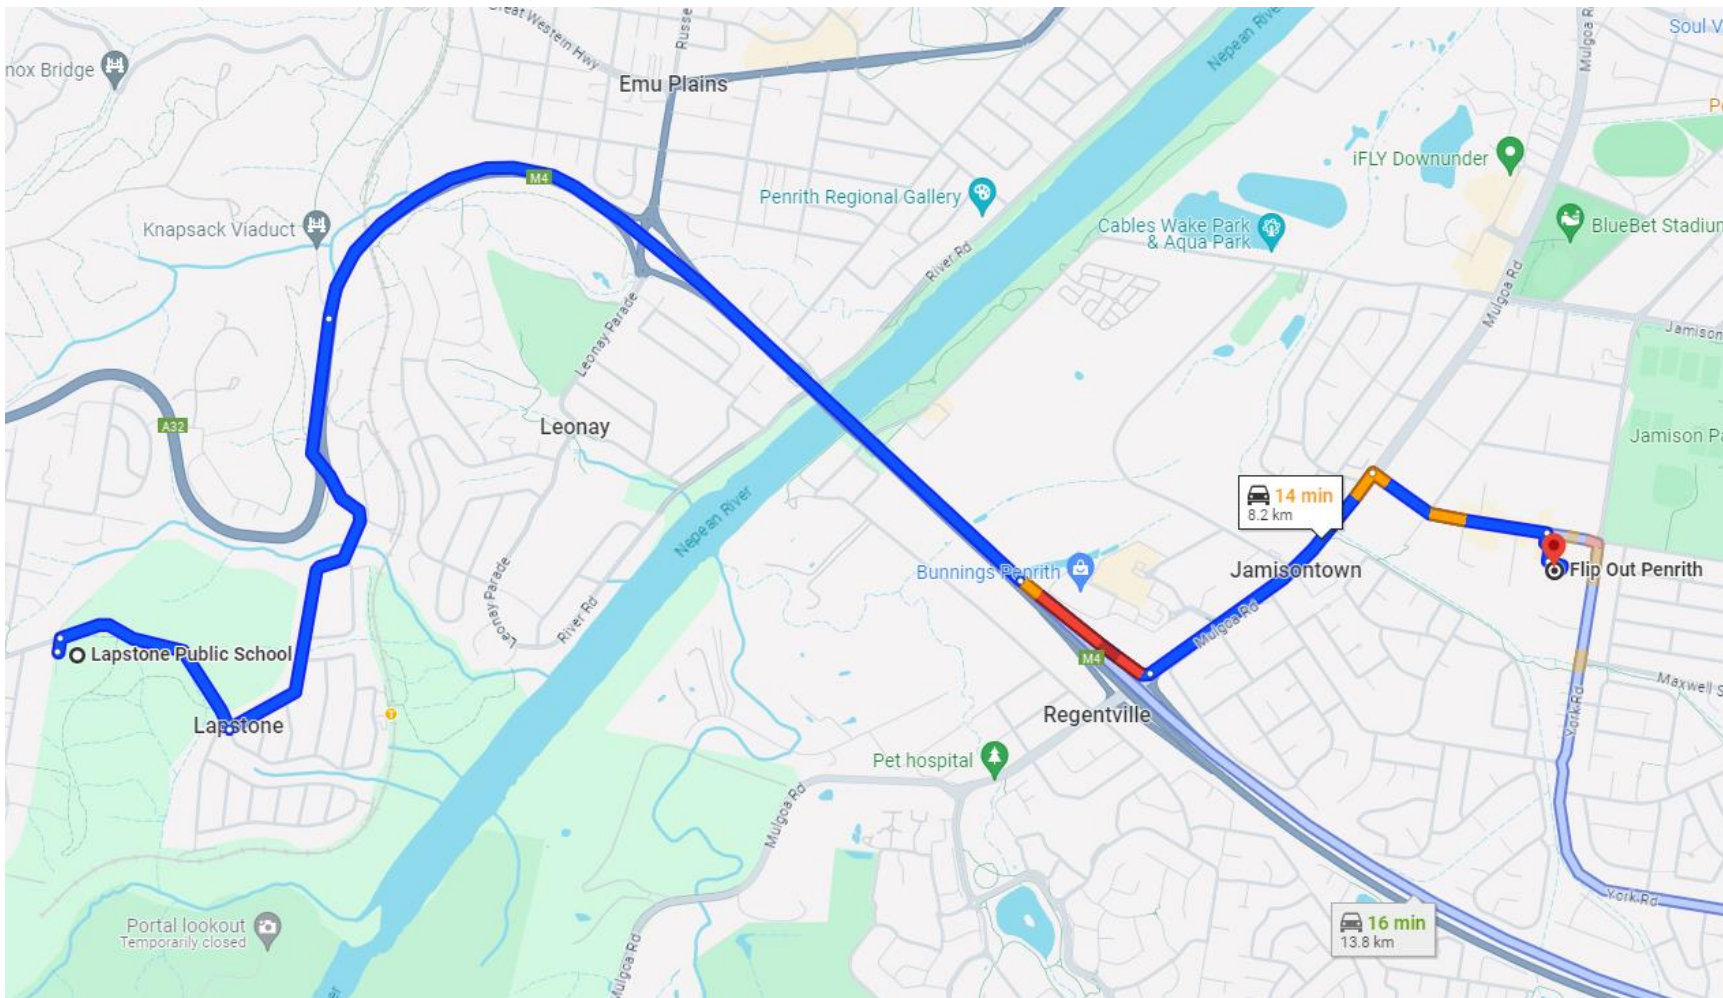 Great Western Hwy
Russe
Nepean River
Mulgoa Rd
Soul V
nox Bridge
Emu Plains
P
M4
iFLY Downunder
Penrith Regional Gallery
Knapsack Viaduct
Cables Wake Park
& Aqua Park
BlueBet Stadium
River Rd
Mulgoa Rd
Leonay Parade
Jamison
A32
Leonay
Jamison Pa
14 min
8.2 km
Nepean River
Bunnings Penrith
Jamisontown
Flip Out Penrith
Leonay Parade
River Rd
Mulgoa Rd
Lapstone Public School
M4
Maxwell S
T
Lapstone
Regentville
York Rd
Pet hospital
Mulgoa Rd
York Rd
Portal lookout
Temporarily closed
16 min
13.8 km
Mulgoa Rd